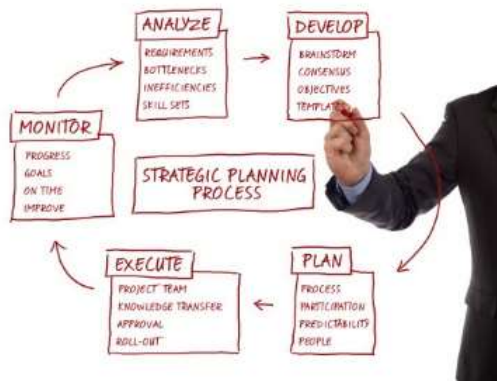 ANALYZE
REQUIREMENTS
BOTTLENECKS
INEFFICIENCIES
SKILL SETS
DEVELOP
BRAINSTORM
CONSENSUS
OBJECTIVES
MONITOR
PROGRESS
GOALS
ON TIME
IMPROVE
STRATEGIC PLANNING
PROCESS
EXECUTE
PROJECT TEAM
KNOWLEDGE TRANSFER
APPROVAL
ROLL-OUT
PLAN
PROCESS
PARTICIPATION
PREDICTABILITY
PEOPLE